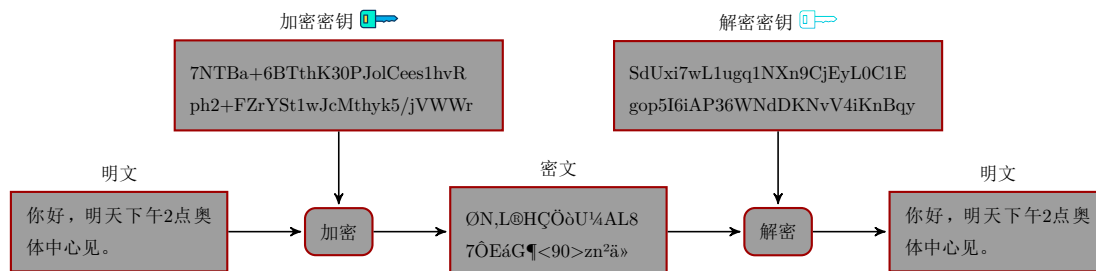 加密密钥
解密密钥
7NTBa+6BTthK30PJolCees1hvR
ph2+FZrYSt1wJcMthyk5/jVWWr
SdUxi7wL1ugq1NXn9CjEyL0C1E
gop5I6iAP36WNdDKNvV4iKnBqy
明文
密文
明文
你好，明天下午2点奥
体中心见。
加密
ØN,L®HÇÖòU¼AL8
7ÔEáG¶<90>zn²ä»
解密
你好，明天下午2点奥
体中心见。